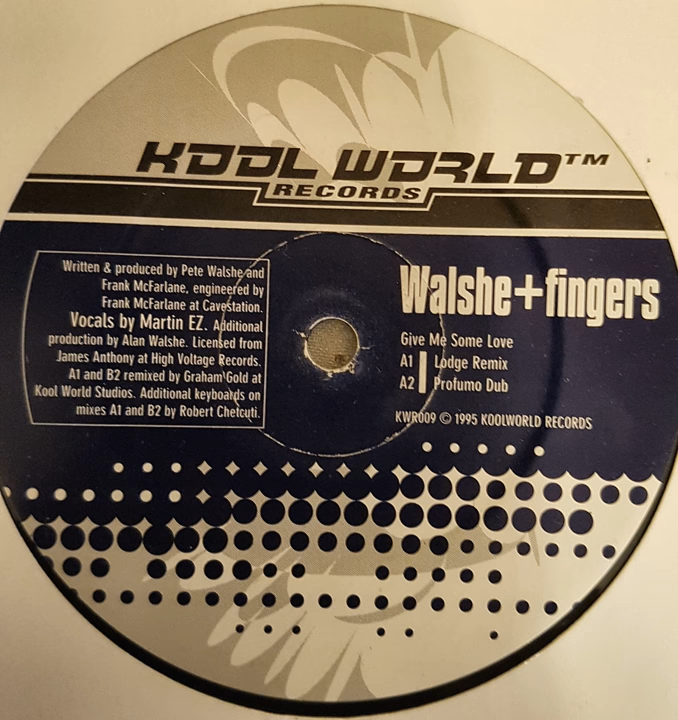 KOOL WORLD™
RECORDS
Written & produced by Pete Walshe and
Frank McFarlane, engineered by
Frank McFarlane at Cavestation.
Vocals by Martin EZ. Additional
production by Alan Walshe. Licensed from
James Anthony at High Voltage Records.
A1 and B2 remixed by Graham Gold at
Kool World Studios. Additional keyboards on
mixes A1 and B2 by Robert Chetcuti.
Walshe+fingers
Give Me Some Love
A1 Lodge Remix
A2 Profumo Dub
KWR009 © 1995 KOOLWORLD RECORDS